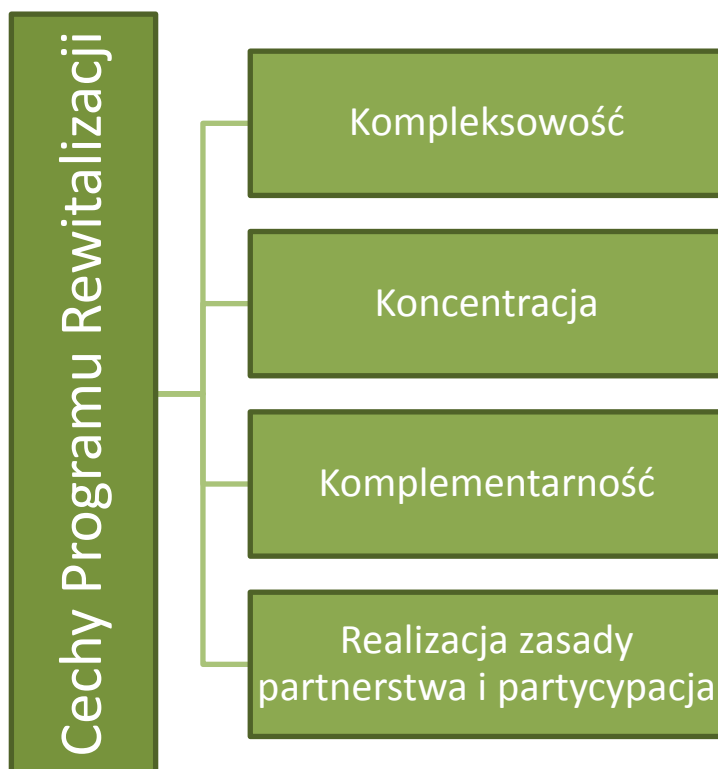 Cechy Programu Rewitalizacji
Kompleksowość
Koncentracja
Komplementarność
Realizacja zasady
partnerstwa i partycypacja